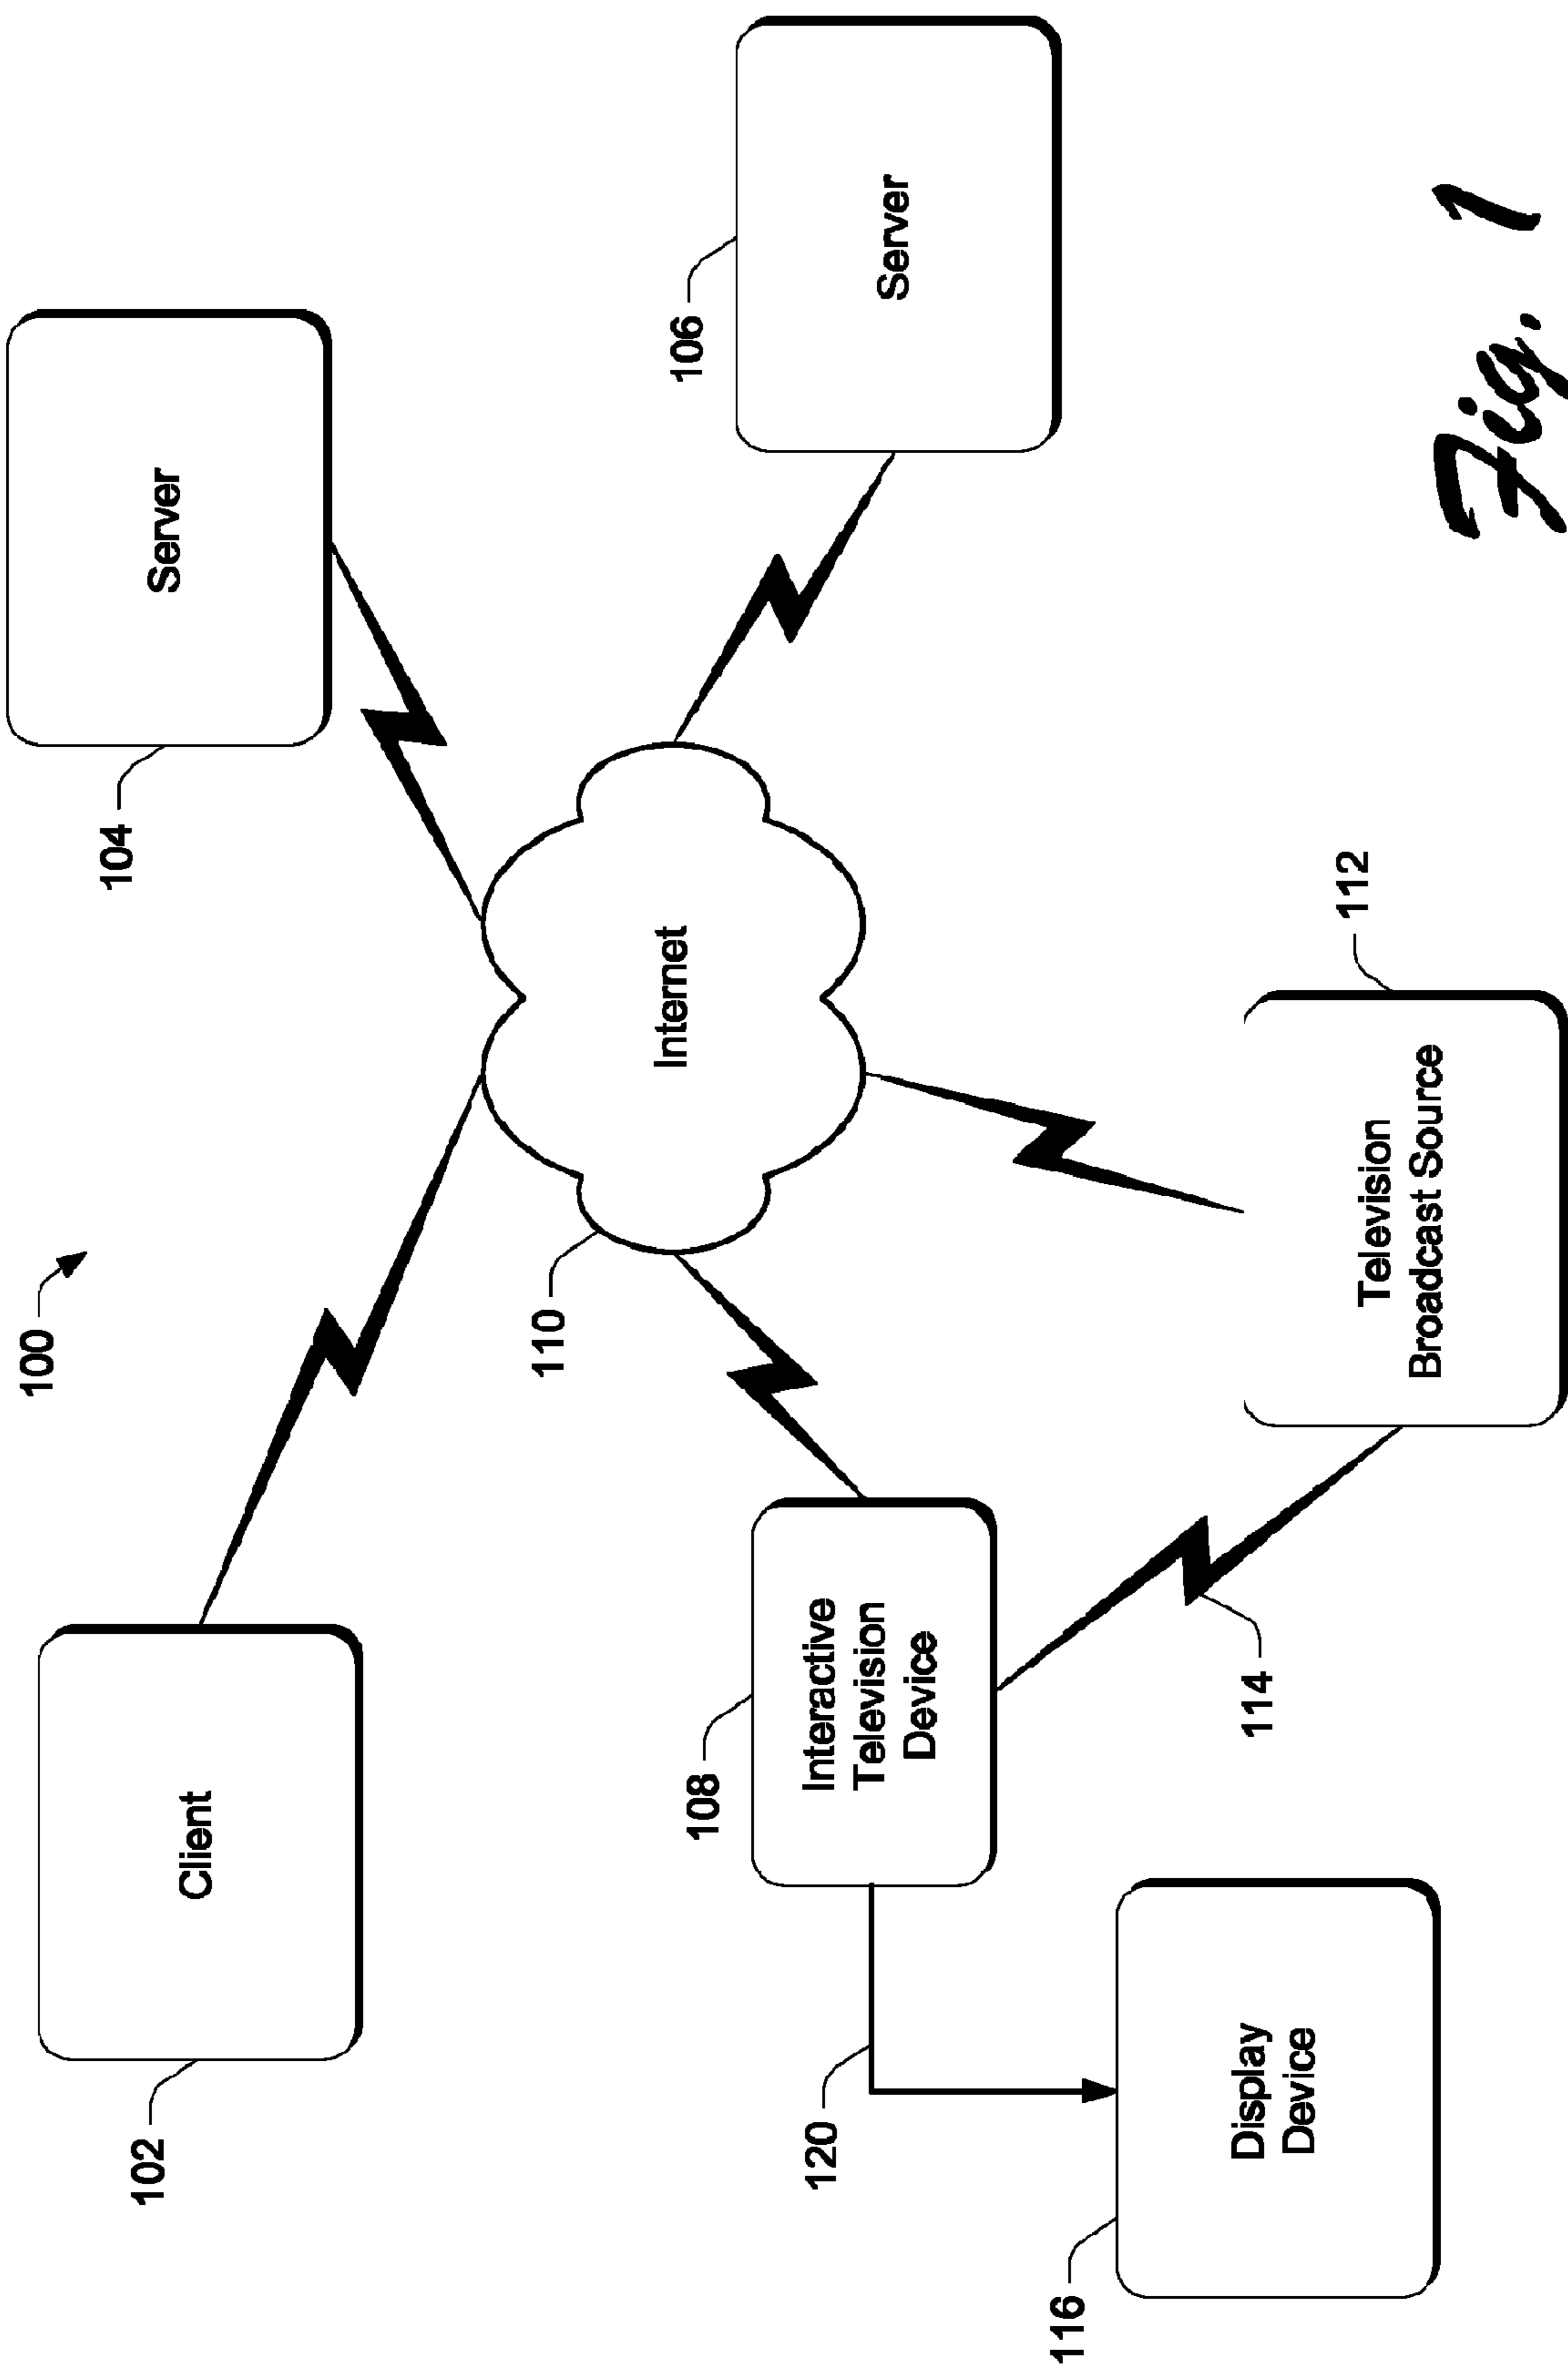 100
104
Server
Client
102
106
Server
110
Internet
108
Interactive
Television
Device
120
112
Television
Broadcast Source
114
116
Display
Device
Fig. 1